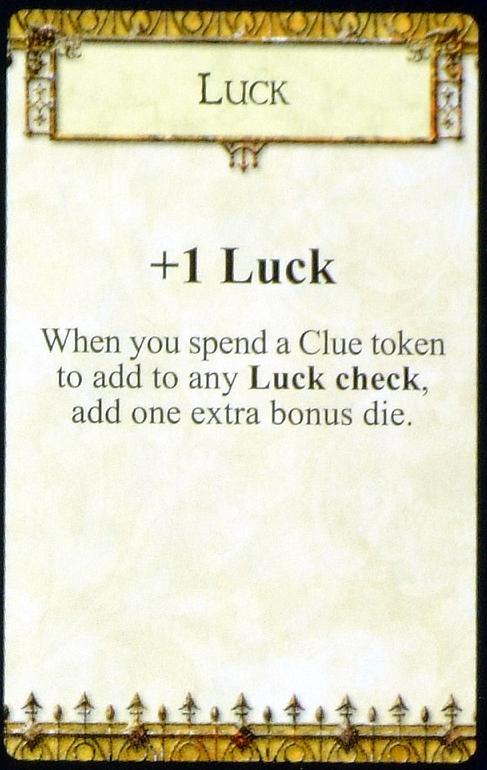 Luck
+1 Luck
When you spend a Clue token
to add to any Luck check,
add one extra bonus die.